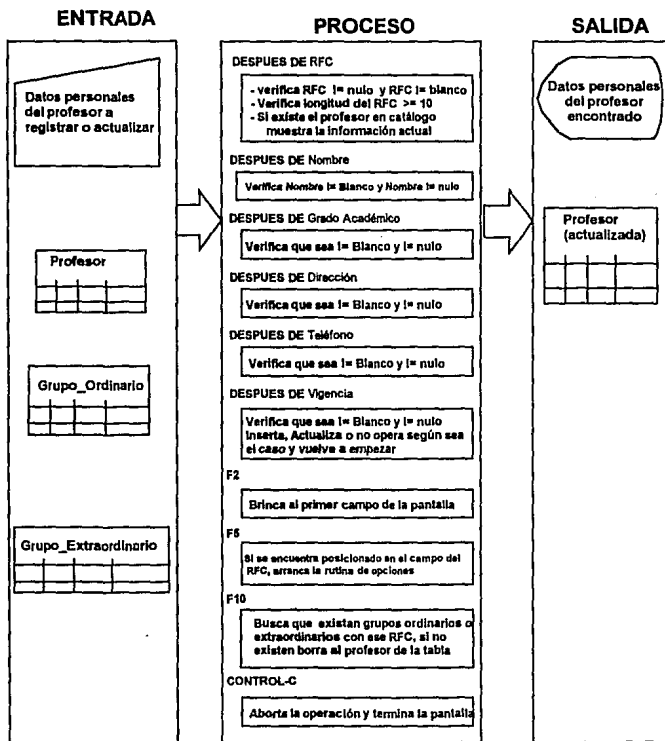 ENTRADA
Datos personales
del profesor a
registrar o actualizar
Profesor
Grupo_Ordinario
Grupo_Extraordinario
PROCESO
DESPUES DE RFC
- verifica RFC != nulo y RFC != blanco
- Verifica longitud del RFC >= 10
- Si existe el profesor en catálogo
muestra la información actual
DESPUES DE Nombre
Verifica Nombre != Blanco y Nombre != nulo
DESPUES DE Grado Académico
Verifica que sea != Blanco y != nulo
DESPUES DE Dirección
Verifica que sea != Blanco y != nulo
DESPUES DE Teléfono
Verifica que sea != Blanco y != nulo
DESPUES DE Vigencia
Verifica que sea != Blanco y != nulo
Inserta, Actualiza o no opera según sea
el caso y vuelve a empezar
F2
Brinca al primer campo de la pantalla
F5
Si se encuentra posicionado en el campo del
RFC, arranca la rutina de opciones
F10
Busca que existan grupos ordinarios o
extraordinarios con ese RFC, si no
existen borra al profesor de la tabla
CONTROL-C
Aborta la operación y termina la pantalla
SALIDA
Datos personales
del profesor
encontrado
Profesor
(actualizada)